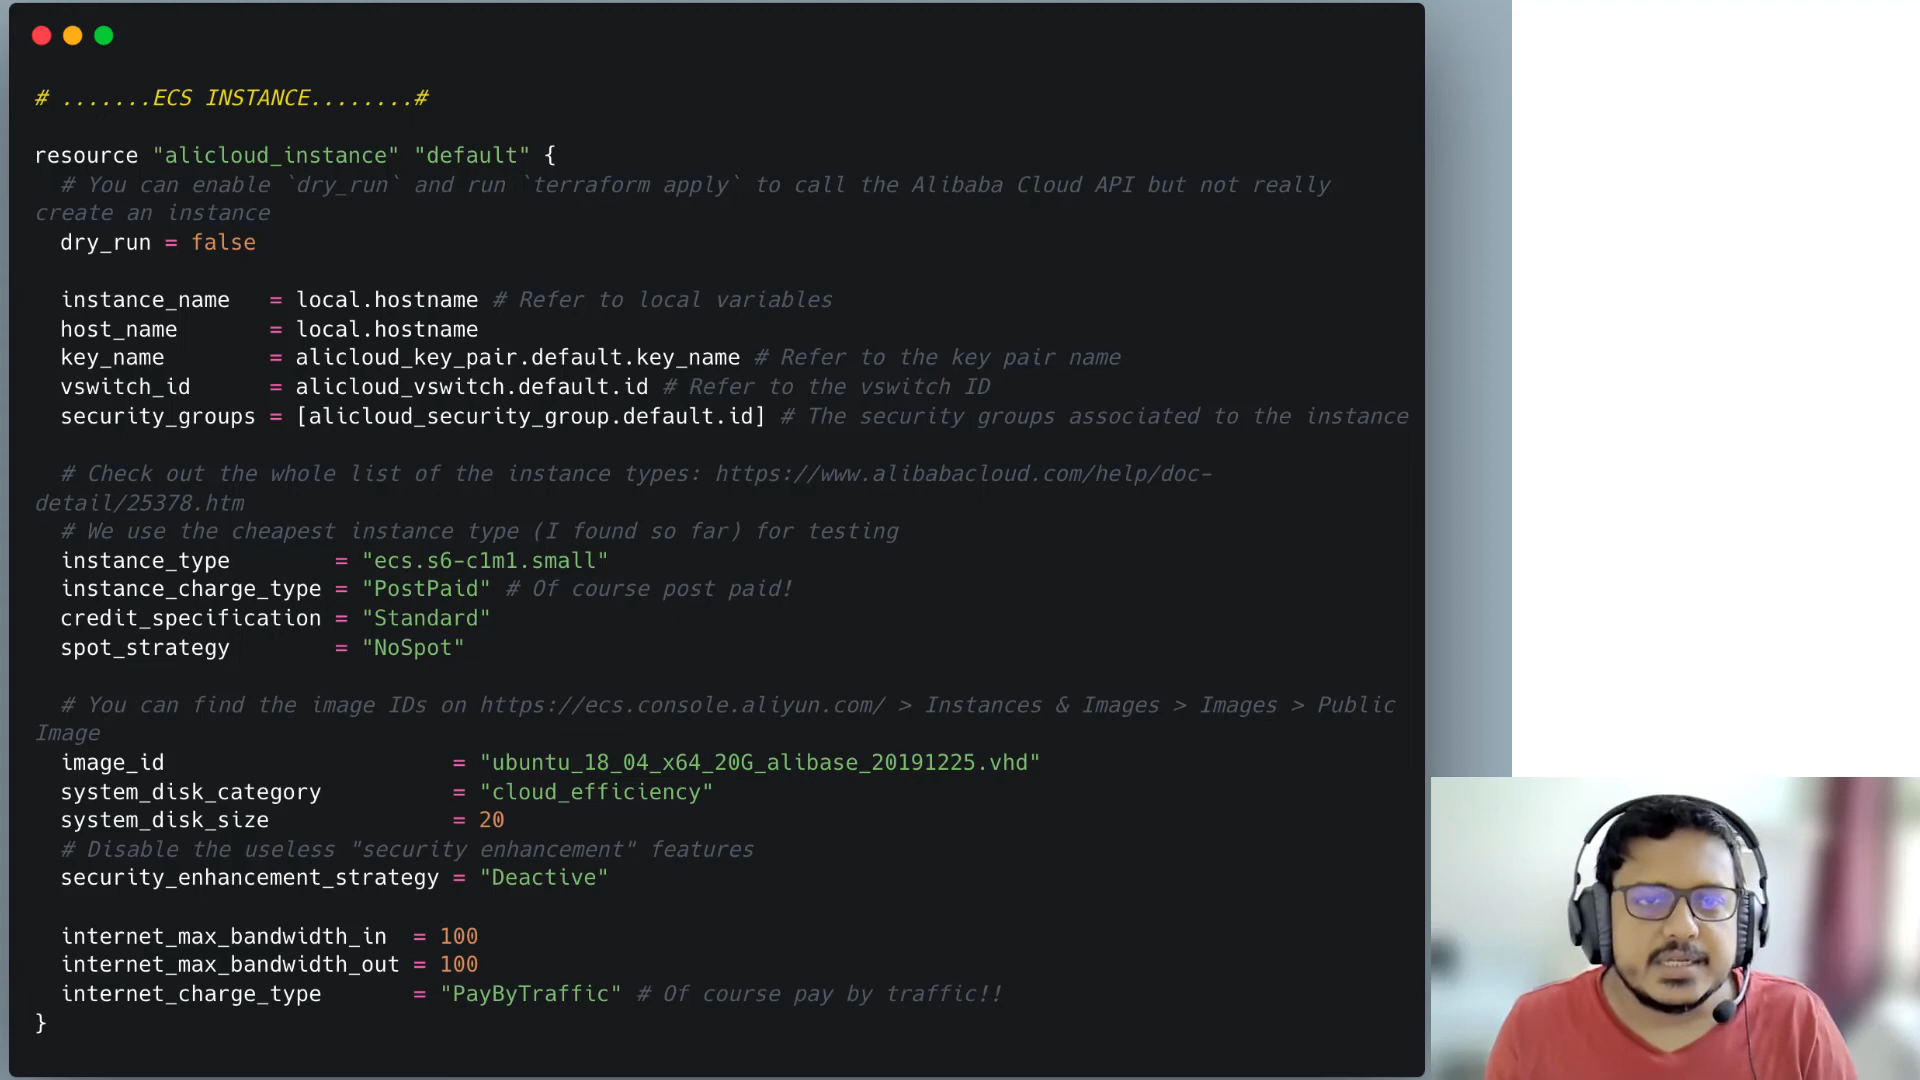 # .......ECS INSTANCE........#
resource "alicloud_instance" "default" {
# You can enable `dry_run` and run `terraform apply` to call the Alibaba Cloud API but not really
create an instance
dry_run = false
instance_name   = local.hostname # Refer to local variables
host_name       = local.hostname
key_name        = alicloud_key_pair.default.key_name # Refer to the key pair name
vswitch_id      = alicloud_vswitch.default.id # Refer to the vswitch ID
security_groups = [alicloud_security_group.default.id] # The security groups associated to the instance
# Check out the whole list of the instance types: https://www.alibabacloud.com/help/doc-
detail/25378.htm
# We use the cheapest instance type (I found so far) for testing
instance_type        = "ecs.s6-c1m1.small"
instance_charge_type = "PostPaid" # Of course post paid!
credit_specification = "Standard"
spot_strategy        = "NoSpot"
# You can find the image IDs on https://ecs.console.aliyun.com/ > Instances & Images > Images > Public
Image
image_id                      = "ubuntu_18_04_x64_20G_alibase_20191225.vhd"
system_disk_category          = "cloud_efficiency"
system_disk_size              = 20
# Disable the useless "security enhancement" features
security_enhancement_strategy = "Deactive"
internet_max_bandwidth_in  = 100
internet_max_bandwidth_out = 100
internet_charge_type       = "PayByTraffic" # Of course pay by traffic!!
}